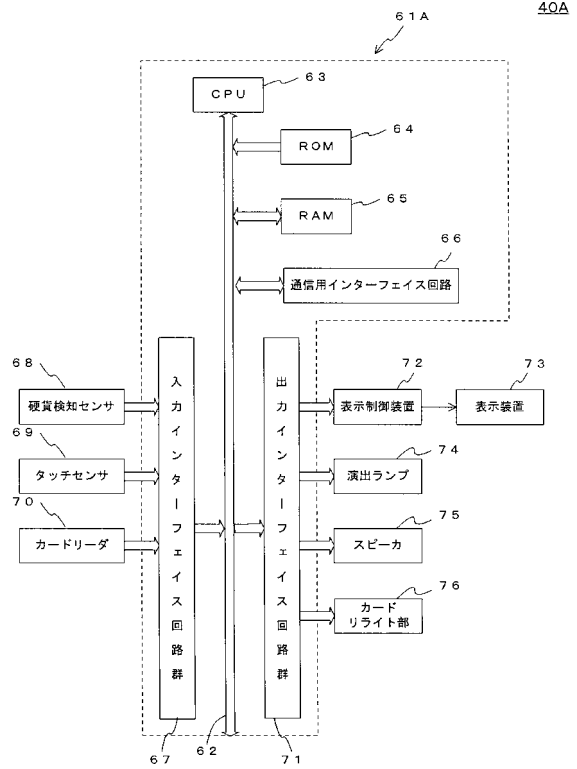 40A
61A
CPU
63
ROM
64
RAM
65
通信用インターフェイス回路
66
68
硬貨検知センサ
69
タッチセンサ
70
カードリーダ
入力インターフェイス回路群
出力インターフェイス回路群
72
表示制御装置
73
表示装置
74
演出ランプ
75
スピーカ
76
カード
リライト部
67
62
71